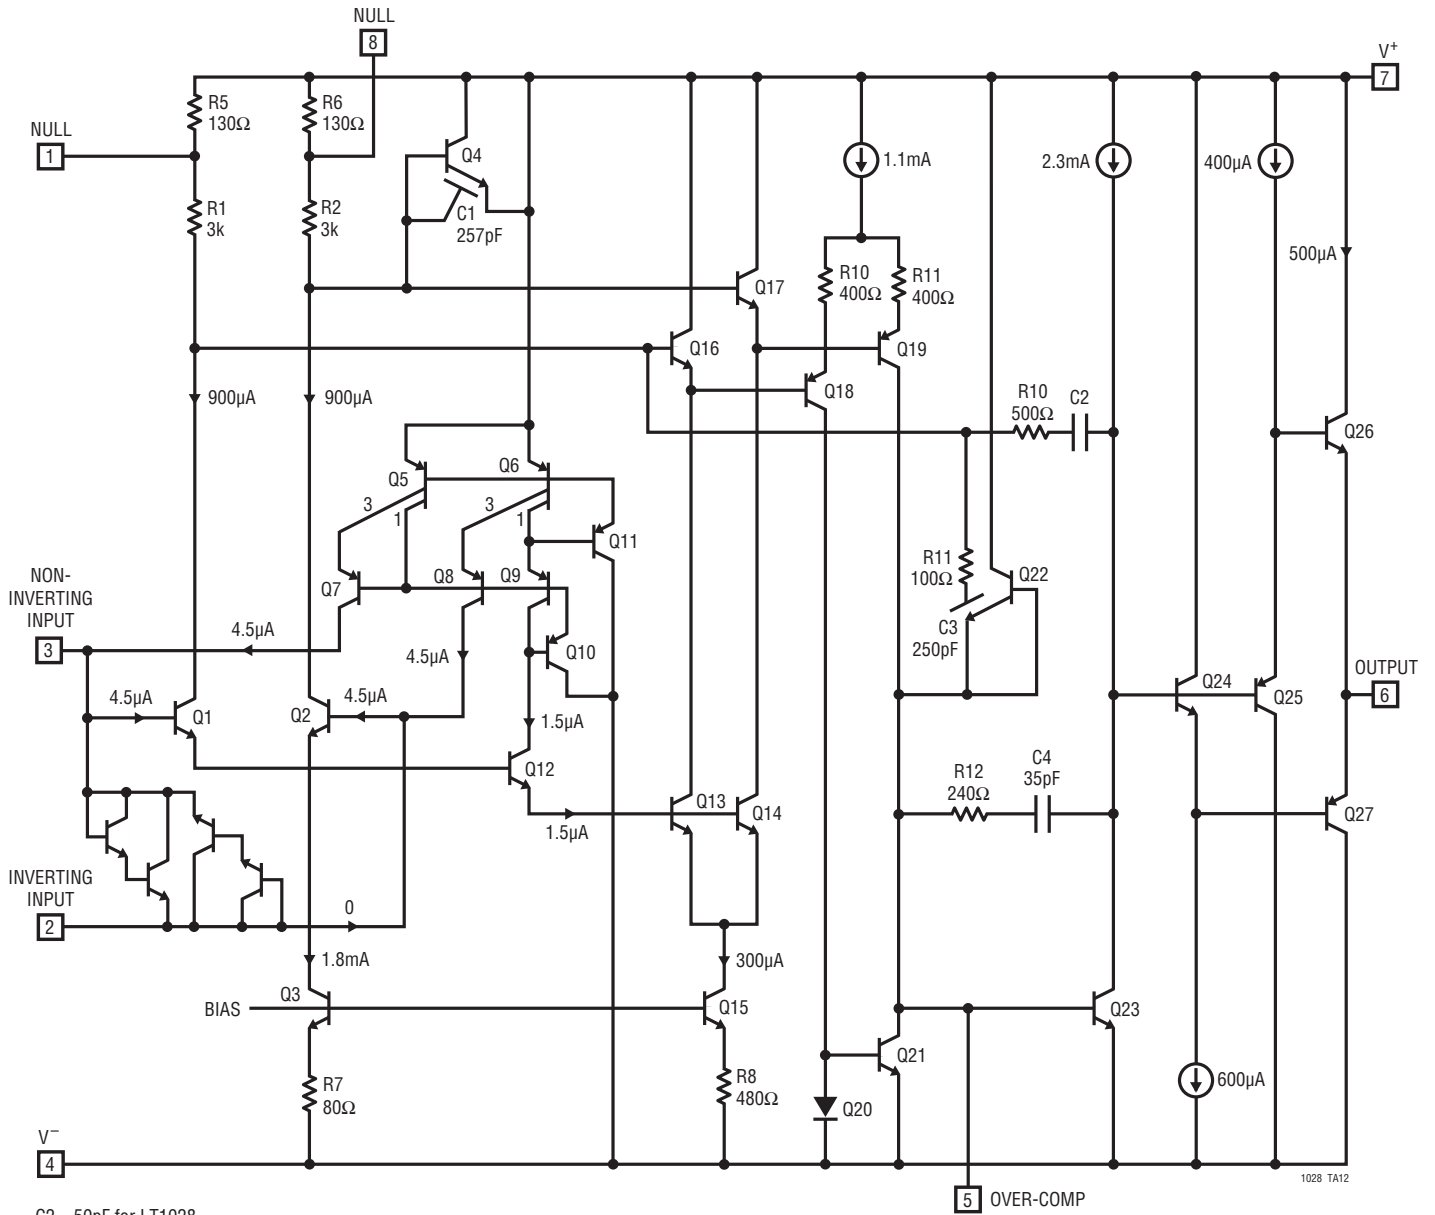 NULL
8
V+
7
R5
130Ω
R6
130Ω
NULL
1
Q4
1.1mA
2.3mA
400µA
R1
3k
R2
3k
C1
257pF
500µA
R10
400Ω
R11
400Ω
Q17
Q16
Q19
900µA
900µA
Q18
R10
500Ω
C2
Q26
Q5
Q6
3
1
3
1
Q11
R11
100Ω
Q22
NON-
INVERTING
INPUT
Q7
Q8
Q9
3
4.5µA
C3
250pF
4.5µA
Q10
OUTPUT
6
4.5µA
Q1
Q2
4.5µA
1.5µA
Q24
Q25
Q12
R12
240Ω
C4
35pF
1.5µA
Q13
Q14
Q27
INVERTING
INPUT
2
0
1.8mA
300µA
Q3
BIAS
Q15
Q23
Q21
R7
80Ω
R8
480Ω
Q20
600µA
V–
4
1028 TA12
5
OVER-COMP